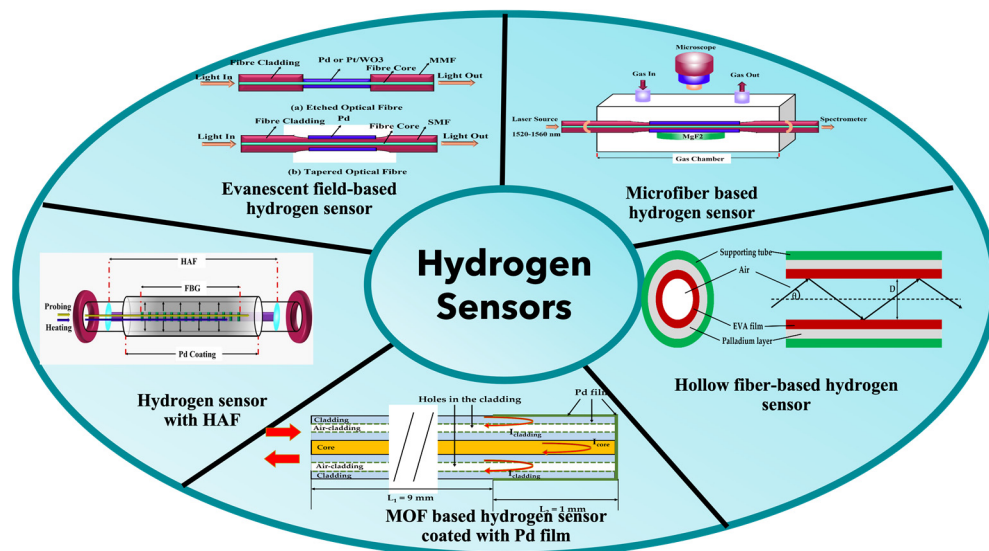 Pd or Pt/WO3
Fibre Cladding
Fibre Core
MMF
Light In
Light Out
(a) Etched Optical Fibre
Fibre Cladding
Pd
Fibre Core
SMF
Light In
Light Out
(b) Tapered Optical Fibre
Evanescent field-based
hydrogen sensor
Microscope
Gas In
Gas Out
Laser Source
1520-1560 nm
Spectrometer
MgF2
Gas Chamber
Microfiber based
hydrogen sensor
Hydrogen
Sensors
HAF
FBG
Probing
Heating
Pd Coating
Hydrogen sensor
with HAF
Supporting tube
Air
θ
D
EVA film
Palladium layer
Hollow fiber-based hydrogen
sensor
Holes in the cladding
Pd film
Cladding
Air-cladding
Icladding
Core
Icore
Air-cladding
Icladding
Cladding
L1 = 9 mm
L2 = 1 mm
MOF based hydrogen sensor
coated with Pd film